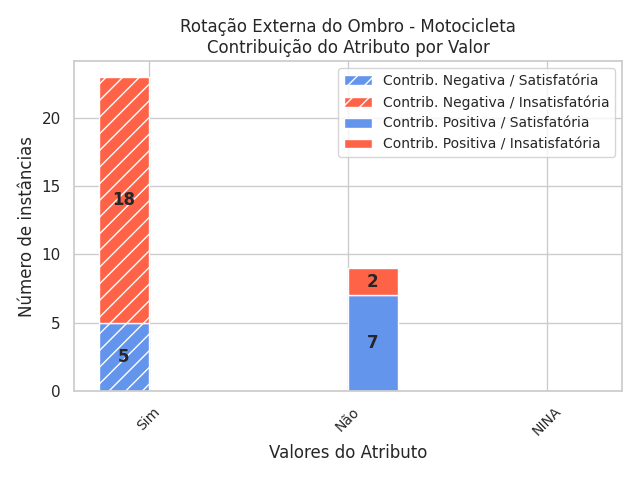 Rotação Externa do Ombro - Motocicleta
Contribuição do Atributo por Valor
Contrib. Negativa / Satisfatória
Contrib. Negativa / Insatisfatória
Contrib. Positiva / Satisfatória
Contrib. Positiva / Insatisfatória
Número de instâncias
20
15
10
5
0
18
5
2
7
Sim
Não
NINA
Valores do Atributo